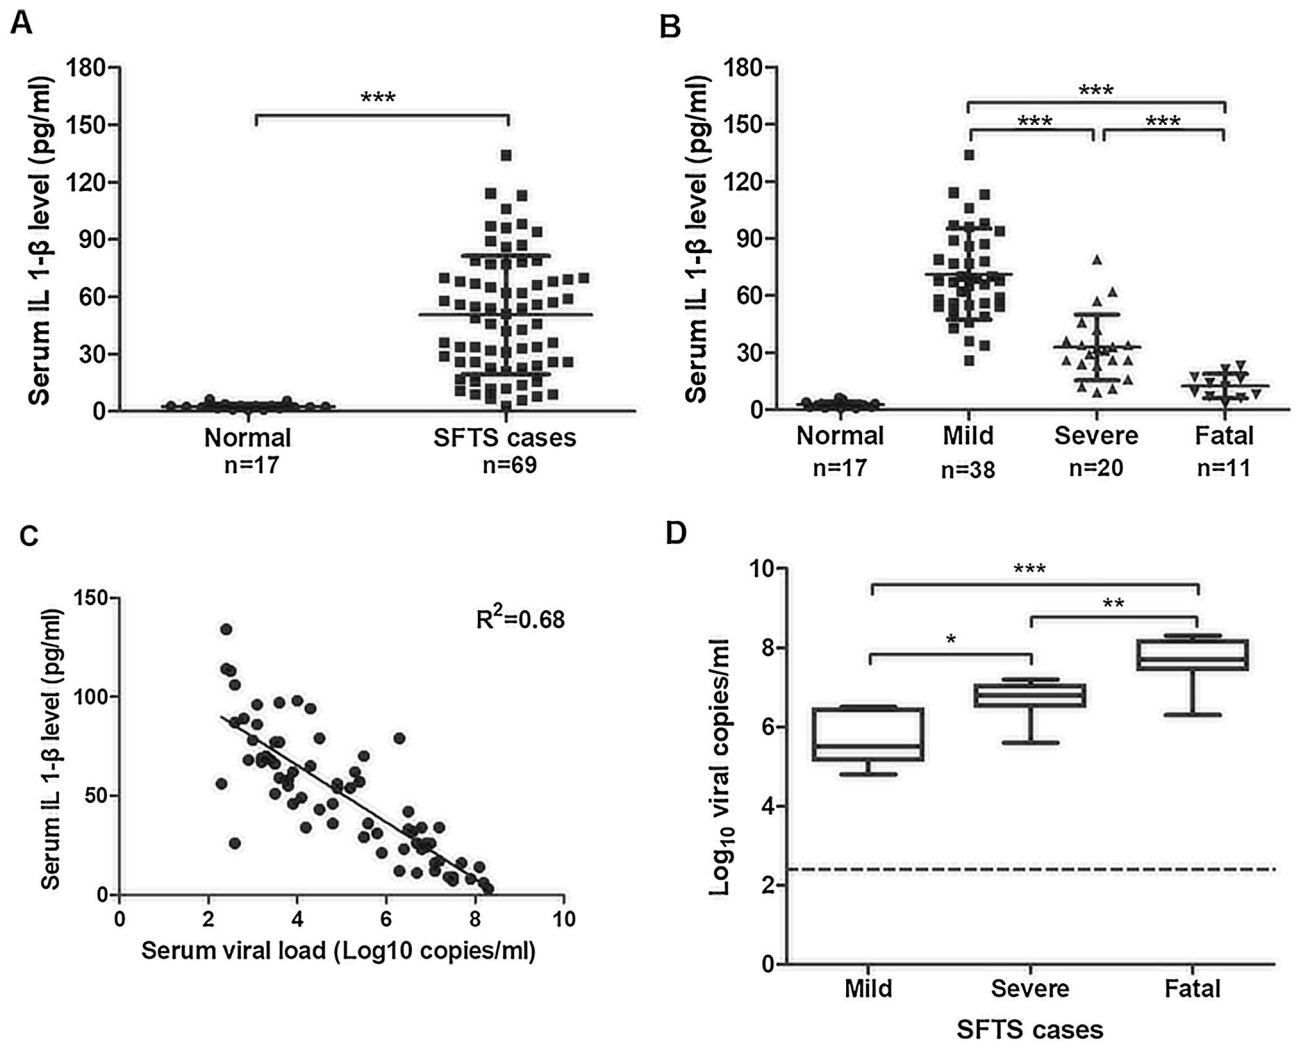 A
Serum IL 1-β level (pg/ml)
180
150
120
90
60
30
0
***
Normal
SFTS cases
n=17
n=69
B
Serum IL 1-β level (pg/ml)
180
150
120
90
60
30
0
***
***
***
Normal
Mild
Severe
Fatal
n=17
n=38
n=20
n=11
C
Serum IL 1-β level (pg/ml)
150
100
50
0
R²=0.68
0
2
4
6
8
10
Serum viral load (Log10 copies/ml)
D
Log₁₀ viral copies/ml
10
8
6
4
2
0
***
**
*
Mild
Severe
Fatal
SFTS cases